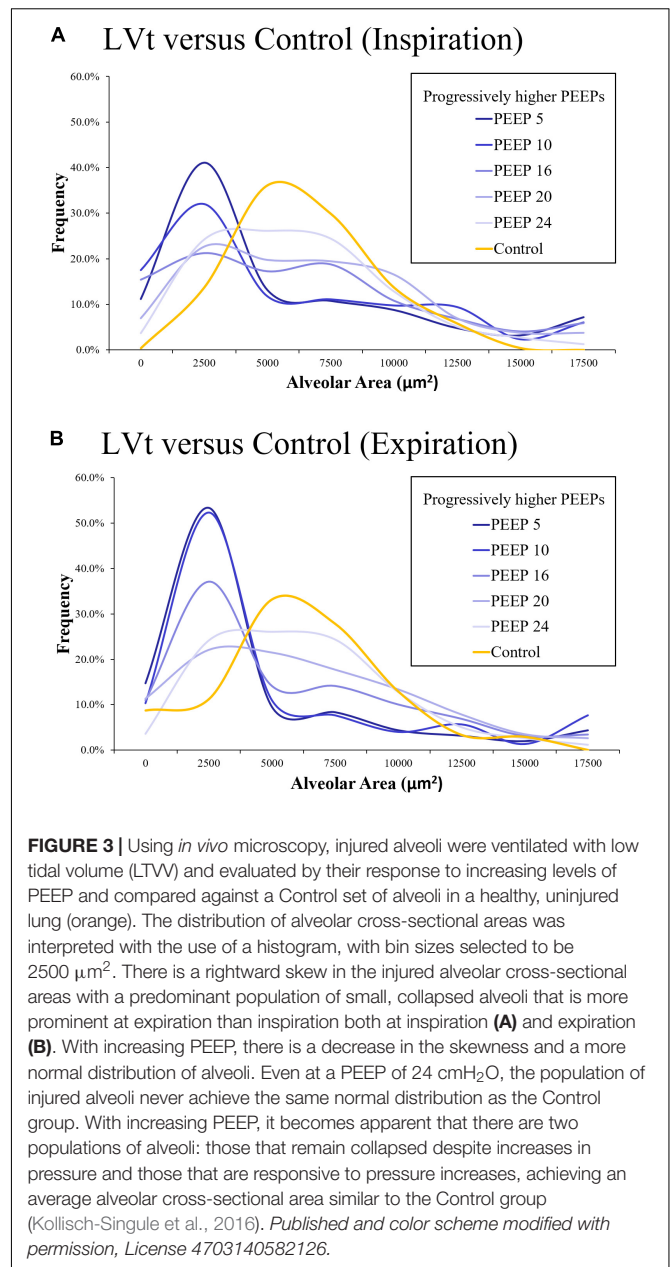 A
LVt versus Control (Inspiration)
60.0%
50.0%
40.0%
30.0%
20.0%
10.0%
0.0%
Frequency
Progressively higher PEEPs
PEEP 5
PEEP 10
PEEP 16
PEEP 20
PEEP 24
Control
0 2500 5000 7500 10000 12500 15000 17500
Alveolar Area (μm²)
B
LVt versus Control (Expiration)
60.0%
50.0%
40.0%
30.0%
20.0%
10.0%
0.0%
Frequency
Progressively higher PEEPs
PEEP 5
PEEP 10
PEEP 16
PEEP 20
PEEP 24
Control
0 2500 5000 7500 10000 12500 15000 17500
Alveolar Area (μm²)
FIGURE 3 | Using in vivo microscopy, injured alveoli were ventilated with low
tidal volume (LTVV) and evaluated by their response to increasing levels of
PEEP and compared against a Control set of alveoli in a healthy, uninjured
lung (orange). The distribution of alveolar cross-sectional areas was
interpreted with the use of a histogram, with bin sizes selected to be
2500 μm². There is a rightward skew in the injured alveolar cross-sectional
areas with a predominant population of small, collapsed alveoli that is more
prominent at expiration than inspiration both at inspiration (A) and expiration
(B). With increasing PEEP, there is a decrease in the skewness and a more
normal distribution of alveoli. Even at a PEEP of 24 cmH₂O, the population of
injured alveoli never achieve the same normal distribution as the Control
group. With increasing PEEP, it becomes apparent that there are two
populations of alveoli: those that remain collapsed despite increases in
pressure and those that are responsive to pressure increases, achieving an
average alveolar cross-sectional area similar to the Control group
(Kollisch-Singule et al., 2016). Published and color scheme modified with
permission, License 4703140582126.